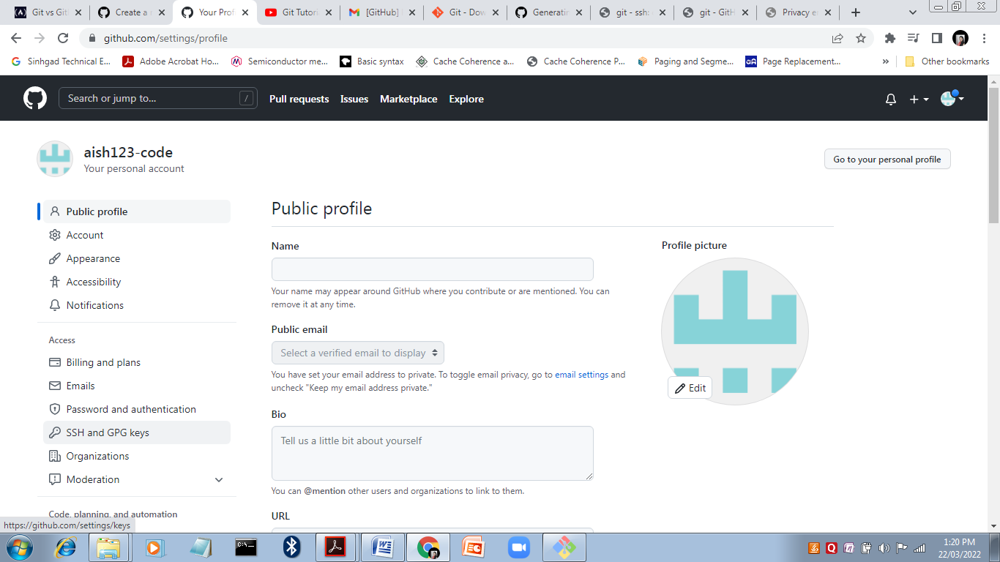 Git vs Git
Create a
Your Prof
Git Tutori
[GitHub]
Git - Dow
Generatin
git - ssh:
git - GitH
Privacy e
github.com/settings/profile
Sinhgad Technical E...
Adobe Acrobat Ho...
Semiconductor me...
Basic syntax
Cache Coherence a...
Cache Coherence P...
Paging and Segme...
Page Replacement...
»
Other bookmarks
Search or jump to...
/
Pull requests
Issues
Marketplace
Explore
aish123-code
Your personal account
Go to your personal profile
Public profile
Account
Appearance
Accessibility
Notifications
Access
Billing and plans
Emails
Password and authentication
SSH and GPG keys
Organizations
Moderation
Code, planning, and automation
https://github.com/settings/keys
Public profile
Name
Your name may appear around GitHub where you contribute or are mentioned. You can
remove it at any time.
Public email
Select a verified email to display
You have set your email address to private. To toggle email privacy, go to email settings and
uncheck "Keep my email address private."
Bio
Tell us a little bit about yourself
You can @mention other users and organizations to link to them.
URL
Profile picture
Edit
1:20 PM
22/03/2022